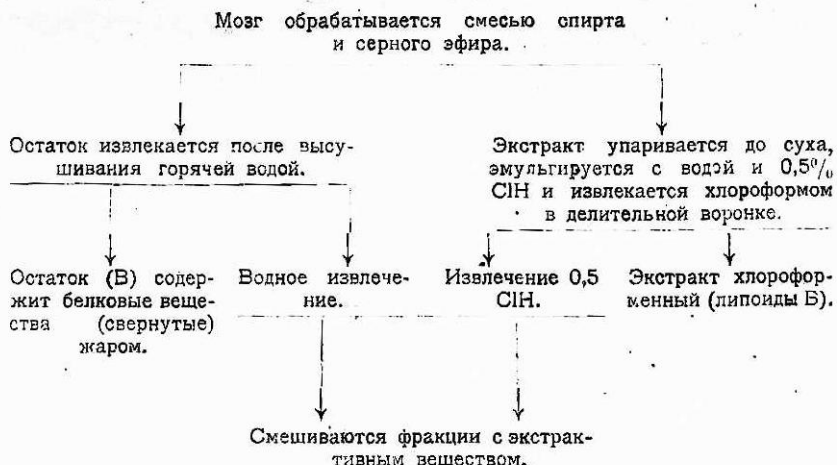 Мозг обрабатывается смесью спирта
и серного эфира.
Остаток извлекается после высу-
шивания горячей водой.
Экстракт упаривается до суха,
эмульгируется с водой и 0,5%
ClH и извлекается хлороформом
в делительной воронке.
Остаток (В) содер-
жит белковые веще-
ства (свернутые)
жаром.
Водное извлече-
ние.
Извлечение 0,5
ClH.
Экстракт хлорофор-
менный (липоиды Б).
Смешиваются фракции с экстрак-
тивным веществом.